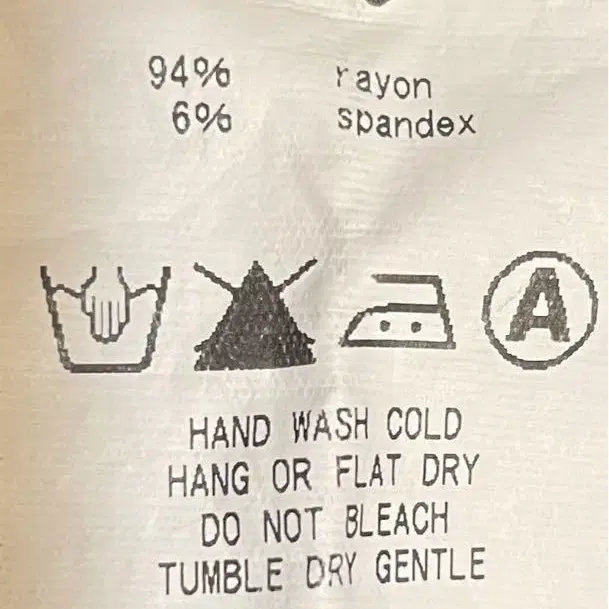 94% rayon
6% spandex
A
HAND WASH COLD
HANG OR FLAT DRY
DO NOT BLEACH
TUMBLE DRY GENTLE